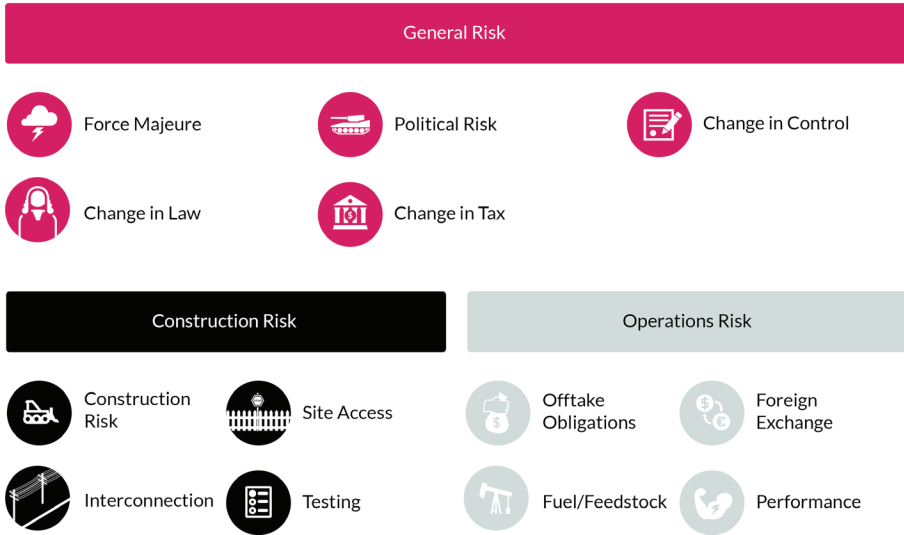 General Risk
Force Majeure
Political Risk
Change in Control
Change in Law
Change in Tax
Construction Risk
Operations Risk
Construction
Risk
Site Access
Offtake
Obligations
Foreign
Exchange
Interconnection
Testing
Fuel/Feedstock
Performance